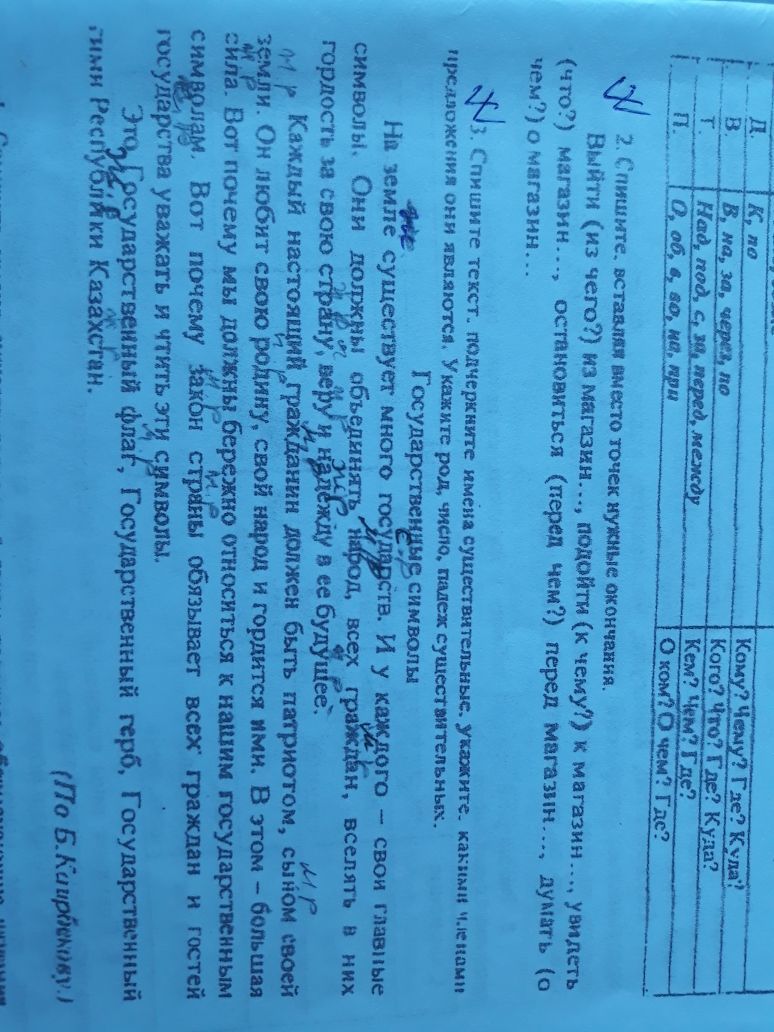 Д. К, по Кому? Чему? Где? Куда?
В. В, на, за, через, по Кого? Что? Где? Куда?
Т Над, под, с, за, перед, между Кем? Чем? Где?
П. О, об, в, во, на, при О ком? О чем? Где?
2. Спишите, вставляя вместо точек нужные окончания.
Выйти (из чего?) из магазин…, подойти (к чему?) к магазин…, увидеть
(что?) магазин…, остановиться (перед чем?) перед магазин…, думать (о
чем?) о магазин…
3. Спишите текст, подчеркните имена существительные, укажите, какими членами
предложения они являются. Укажите род, число, падеж существительных.
Государственные символы
На земле существует много государств. И у каждого – свои главные
символы. Они должны объединять народ, всех граждан, вселять в них
гордость за свою страну, веру и надежду в ее будущее.
Каждый настоящий гражданин должен быть патриотом, сыном своей
земли. Он любит свою родину, свой народ и гордится ими. В этом – большая
сила. Вот почему мы должны бережно относиться к нашим государственным
символам. Вот почему закон страны обязывает всех граждан и гостей
государства уважать и чтить эти символы.
Это Государственный флаг, Государственный герб, Государственный
гимн Республики Казахстан.
(По Б.Каирбекову.)